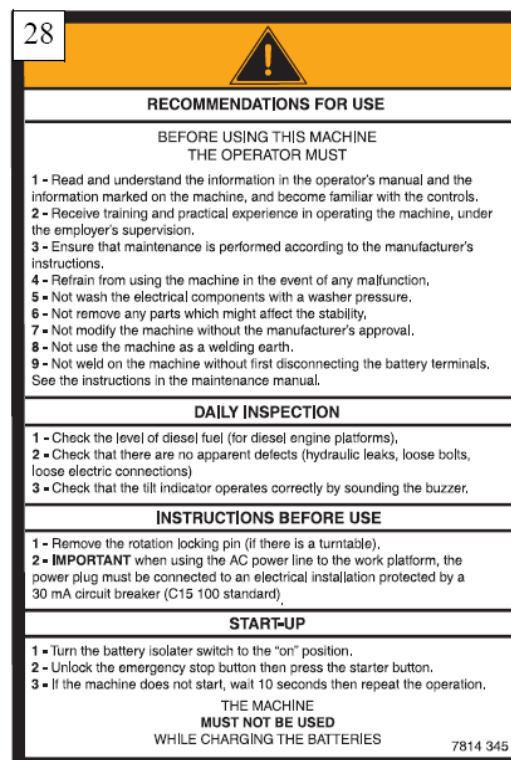 28
!
RECOMMENDATIONS FOR USE
BEFORE USING THIS MACHINE
THE OPERATOR MUST
1 - Read and understand the information in the operator's manual and the
information marked on the machine, and become familiar with the controls.
2 - Receive training and practical experience in operating the machine, under
the employer's supervision.
3 - Ensure that maintenance is performed according to the manufacturer's
instructions.
4 - Refrain from using the machine in the event of any malfunction,
5 - Not wash the electrical components with a washer pressure.
6 - Not remove any parts which might affect the stability,
7 - Not modify the machine without the manufacturer's approval.
8 - Not use the machine as a welding earth.
9 - Not weld on the machine without first disconnecting the battery terminals,
See the instructions in the maintenance manual.
DAILY INSPECTION
1 - Check the level of diesel fuel (for diesel engine platforms),
2 - Check that there are no apparent defects (hydraulic leaks, loose bolts,
loose electric connections)
3 - Check that the tilt indicator operates correctly by sounding the buzzer,
INSTRUCTIONS BEFORE USE
1 - Remove the rotation locking pin (if there is a turntable),
2 - IMPORTANT when using the AC power line to the work platform, the
power plug must be connected to an electrical installation protected by a
30 mA circuit breaker (C15 100 standard)
START-UP
1 - Turn the battery isolater switch to the "on" position.
2 - Unlock the emergency stop button then press the starter button.
3 - If the machine does not start, wait 10 seconds then repeat the operation.
THE MACHINE
MUST NOT BE USED
WHILE CHARGING THE BATTERIES
7814 345